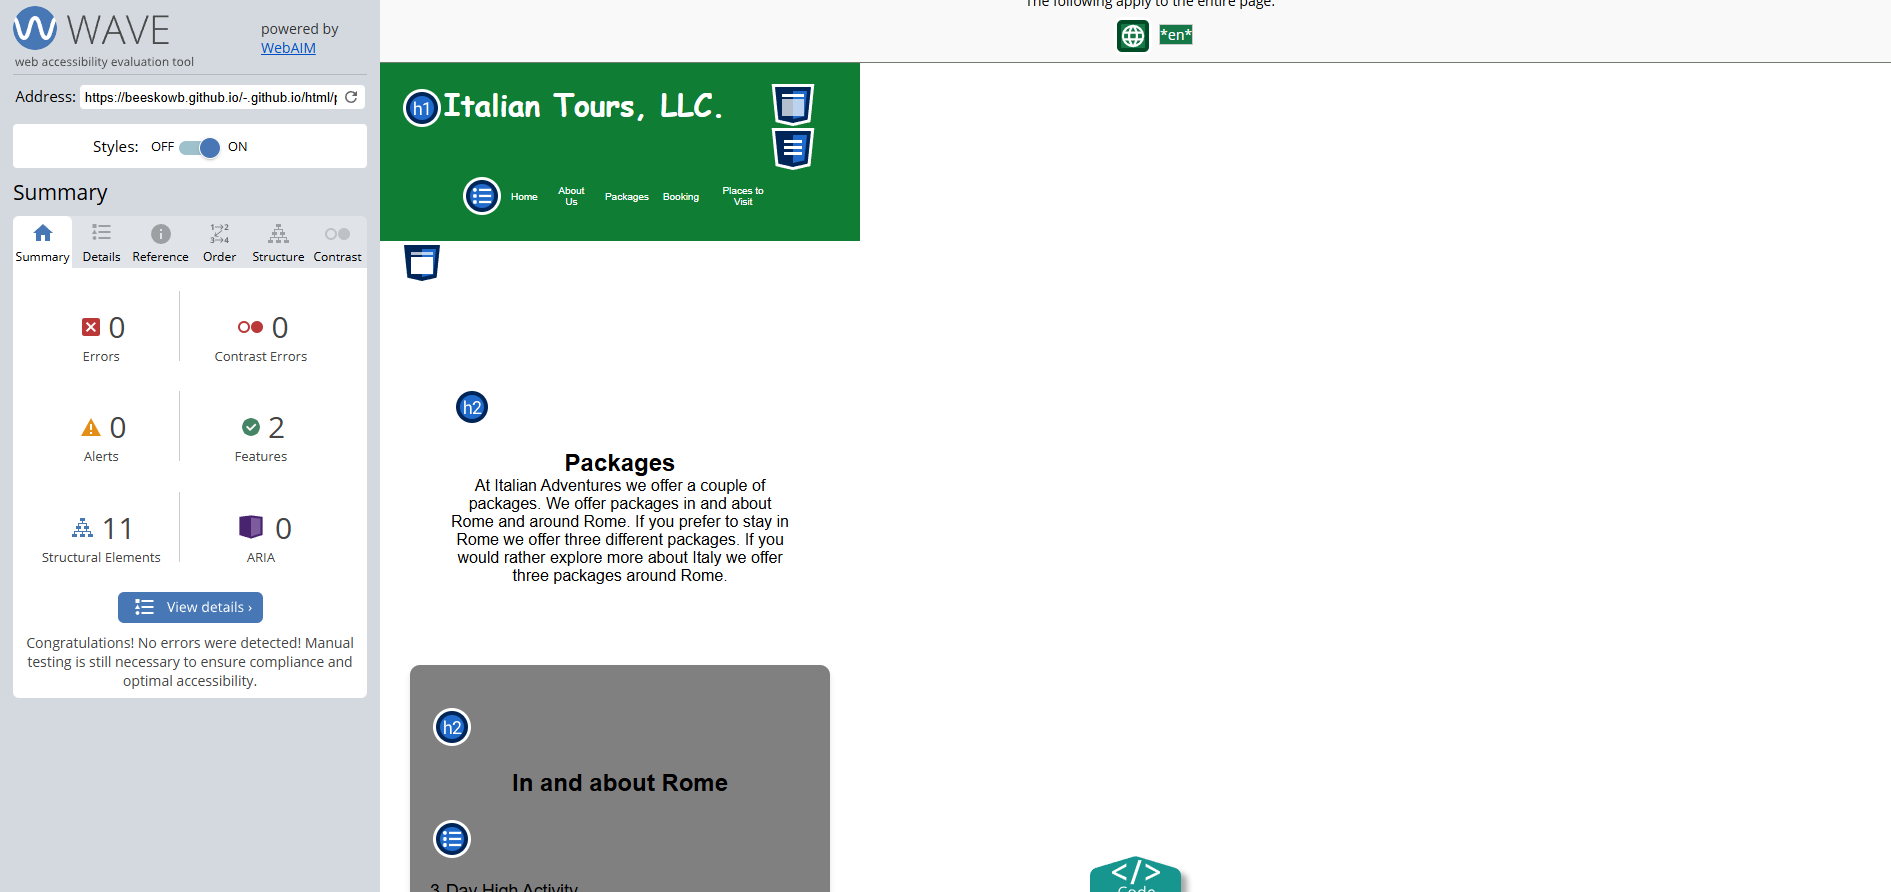 WAVE
powered by
WebAIM
web accessibility evaluation tool
Address: https://beeskowb.github.io/-.github.io/html/
Styles: OFF ON
Summary
Summary Details Reference Order Structure Contrast
0 Errors
0 Contrast Errors
0 Alerts
2 Features
11 Structural Elements
0 ARIA
View details ›
Congratulations! No errors were detected! Manual
testing is still necessary to ensure compliance and
optimal accessibility.
The following apply to the entire page:
*en*
h1 Italian Tours, LLC.
Home
About
Us
Packages
Booking
Places to
Visit
h2
Packages
At Italian Adventures we offer a couple of
packages. We offer packages in and about
Rome and around Rome. If you prefer to stay in
Rome we offer three different packages. If you
would rather explore more about Italy we offer
three packages around Rome.
h2
In and about Rome
3 Day High Activity
</>
Code